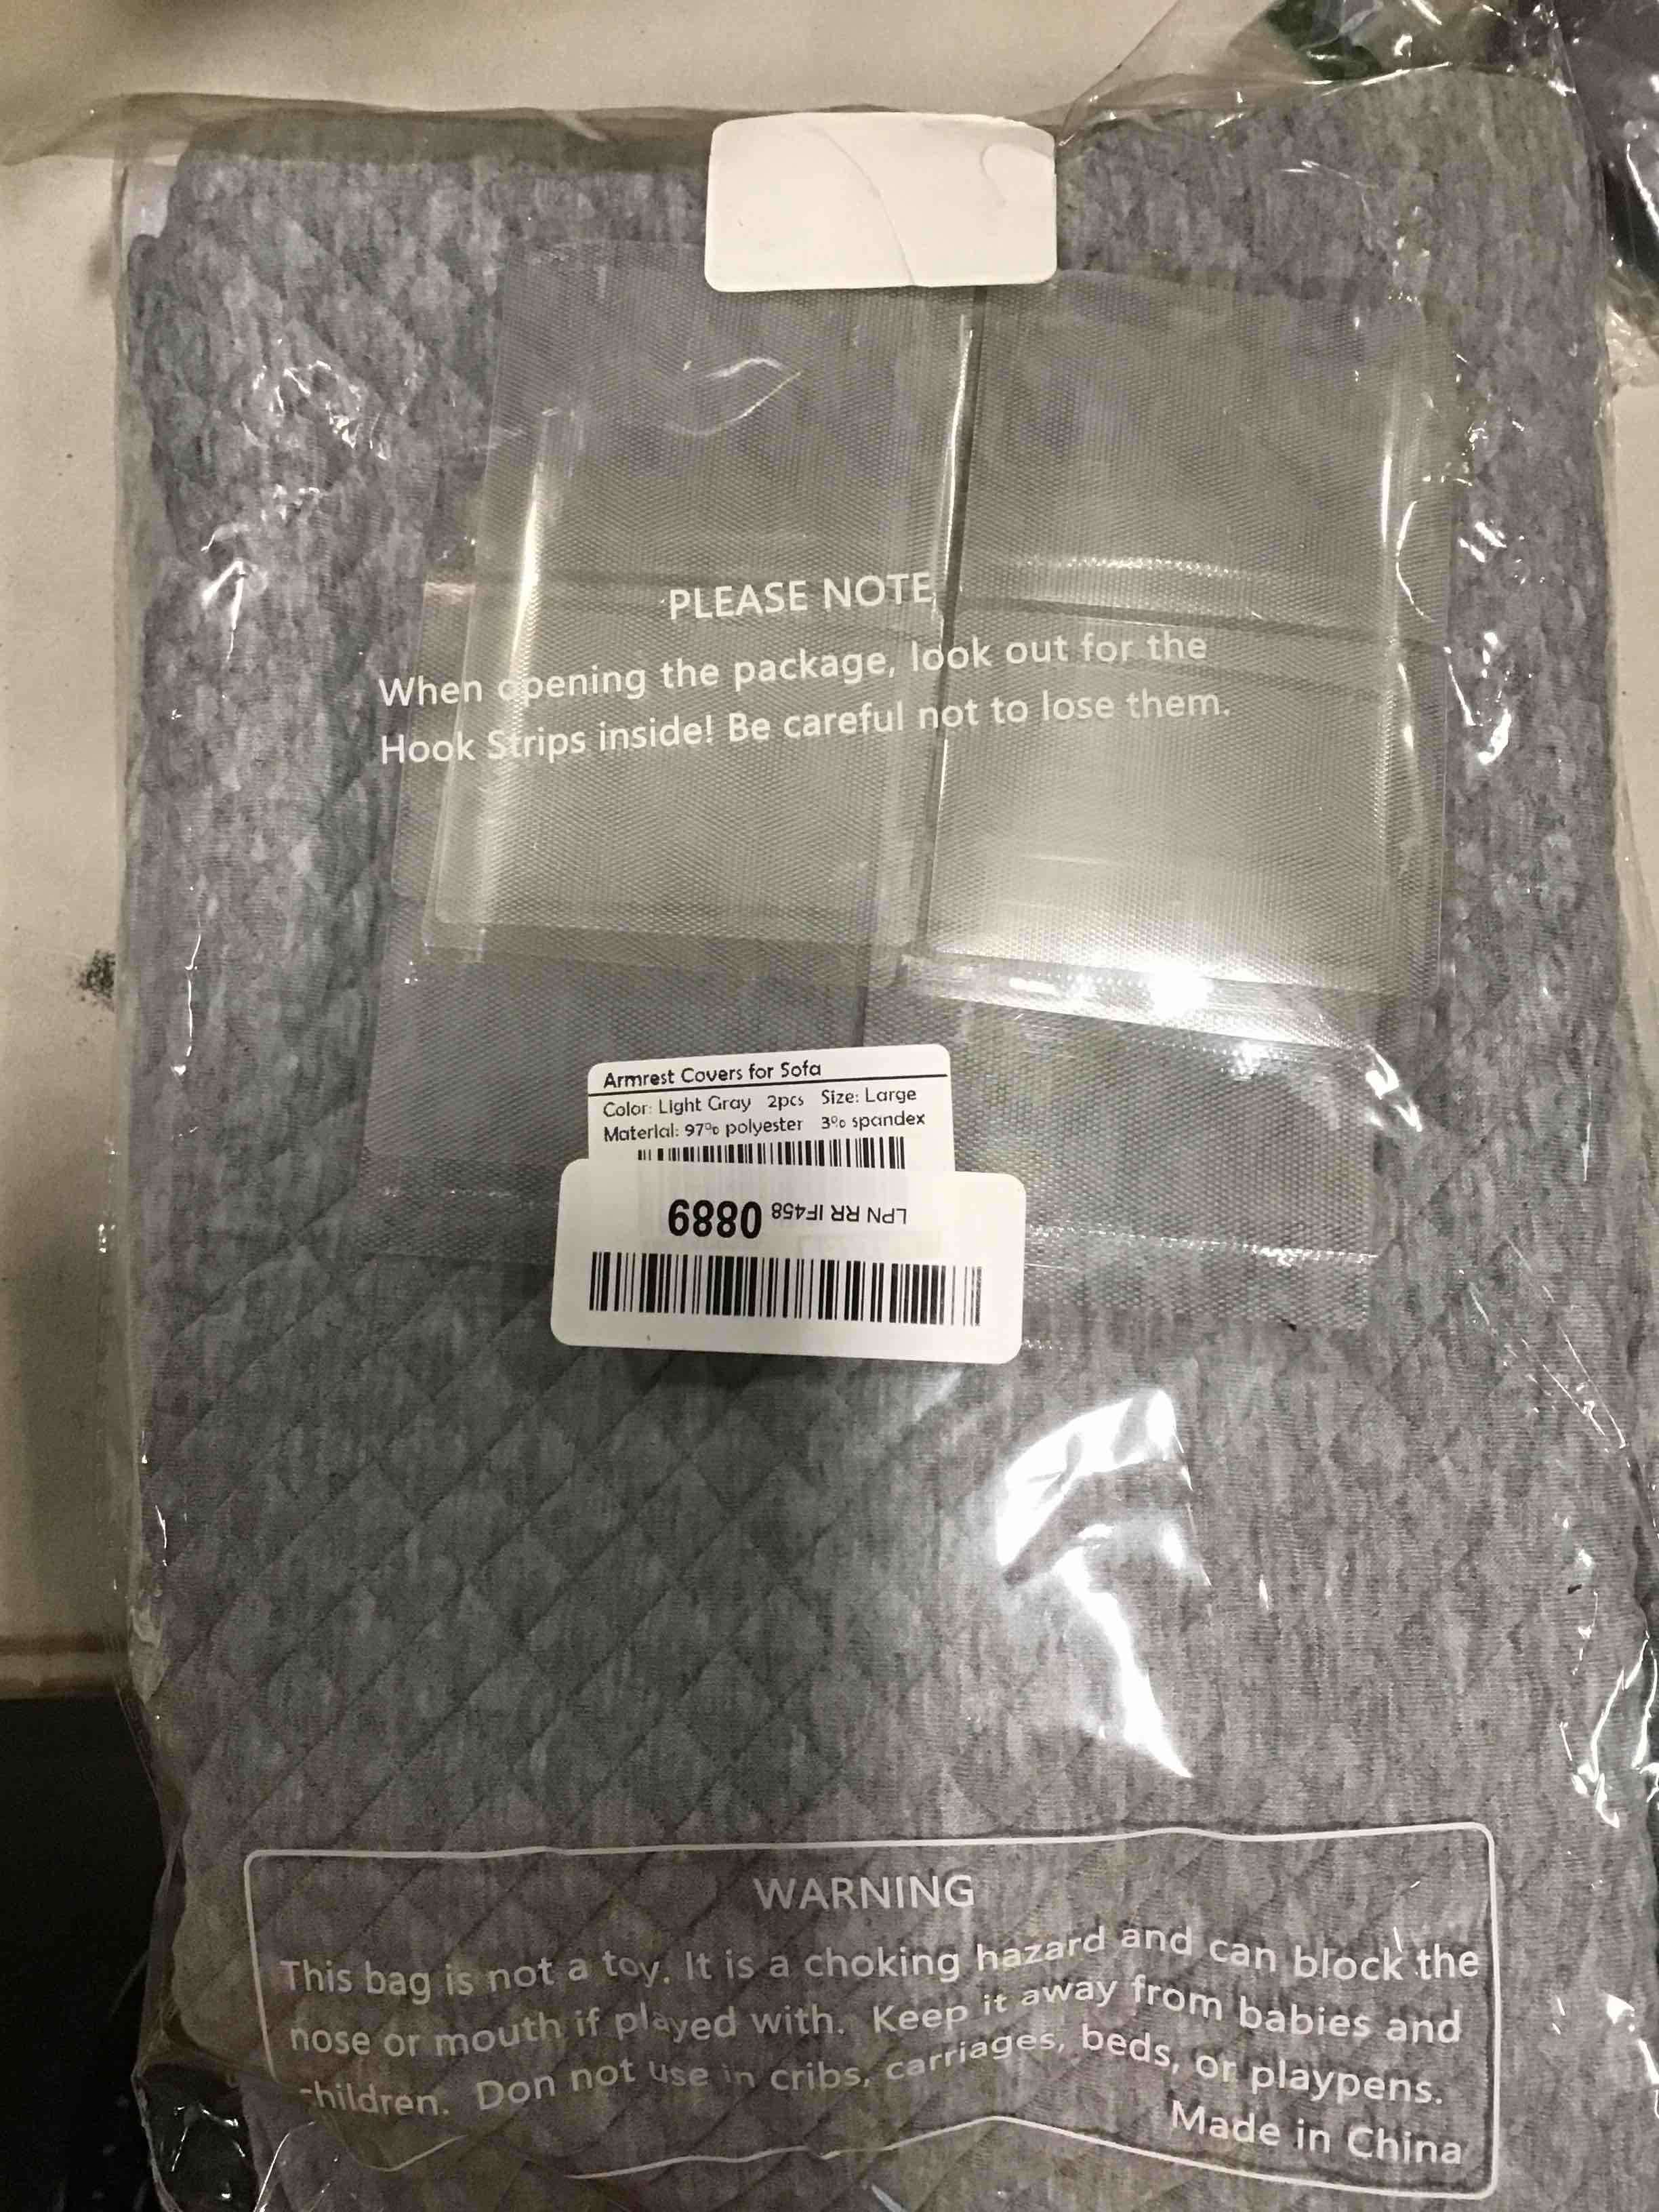 PLEASE NOTE
When opening the package, look out for the
Hook Strips inside! Be careful not to lose them.
Armrest Covers for Sofa
Color: Light Gray 2pcs Size: Large
Material: 97% polyester 3% spandex
LPN RR IF458 0889
WARNING
This bag is not a toy. It is a choking hazard and can block the
nose or mouth if played with. Keep it away from babies and
children. Don not use in cribs, carriages, beds, or playpens.
Made in China